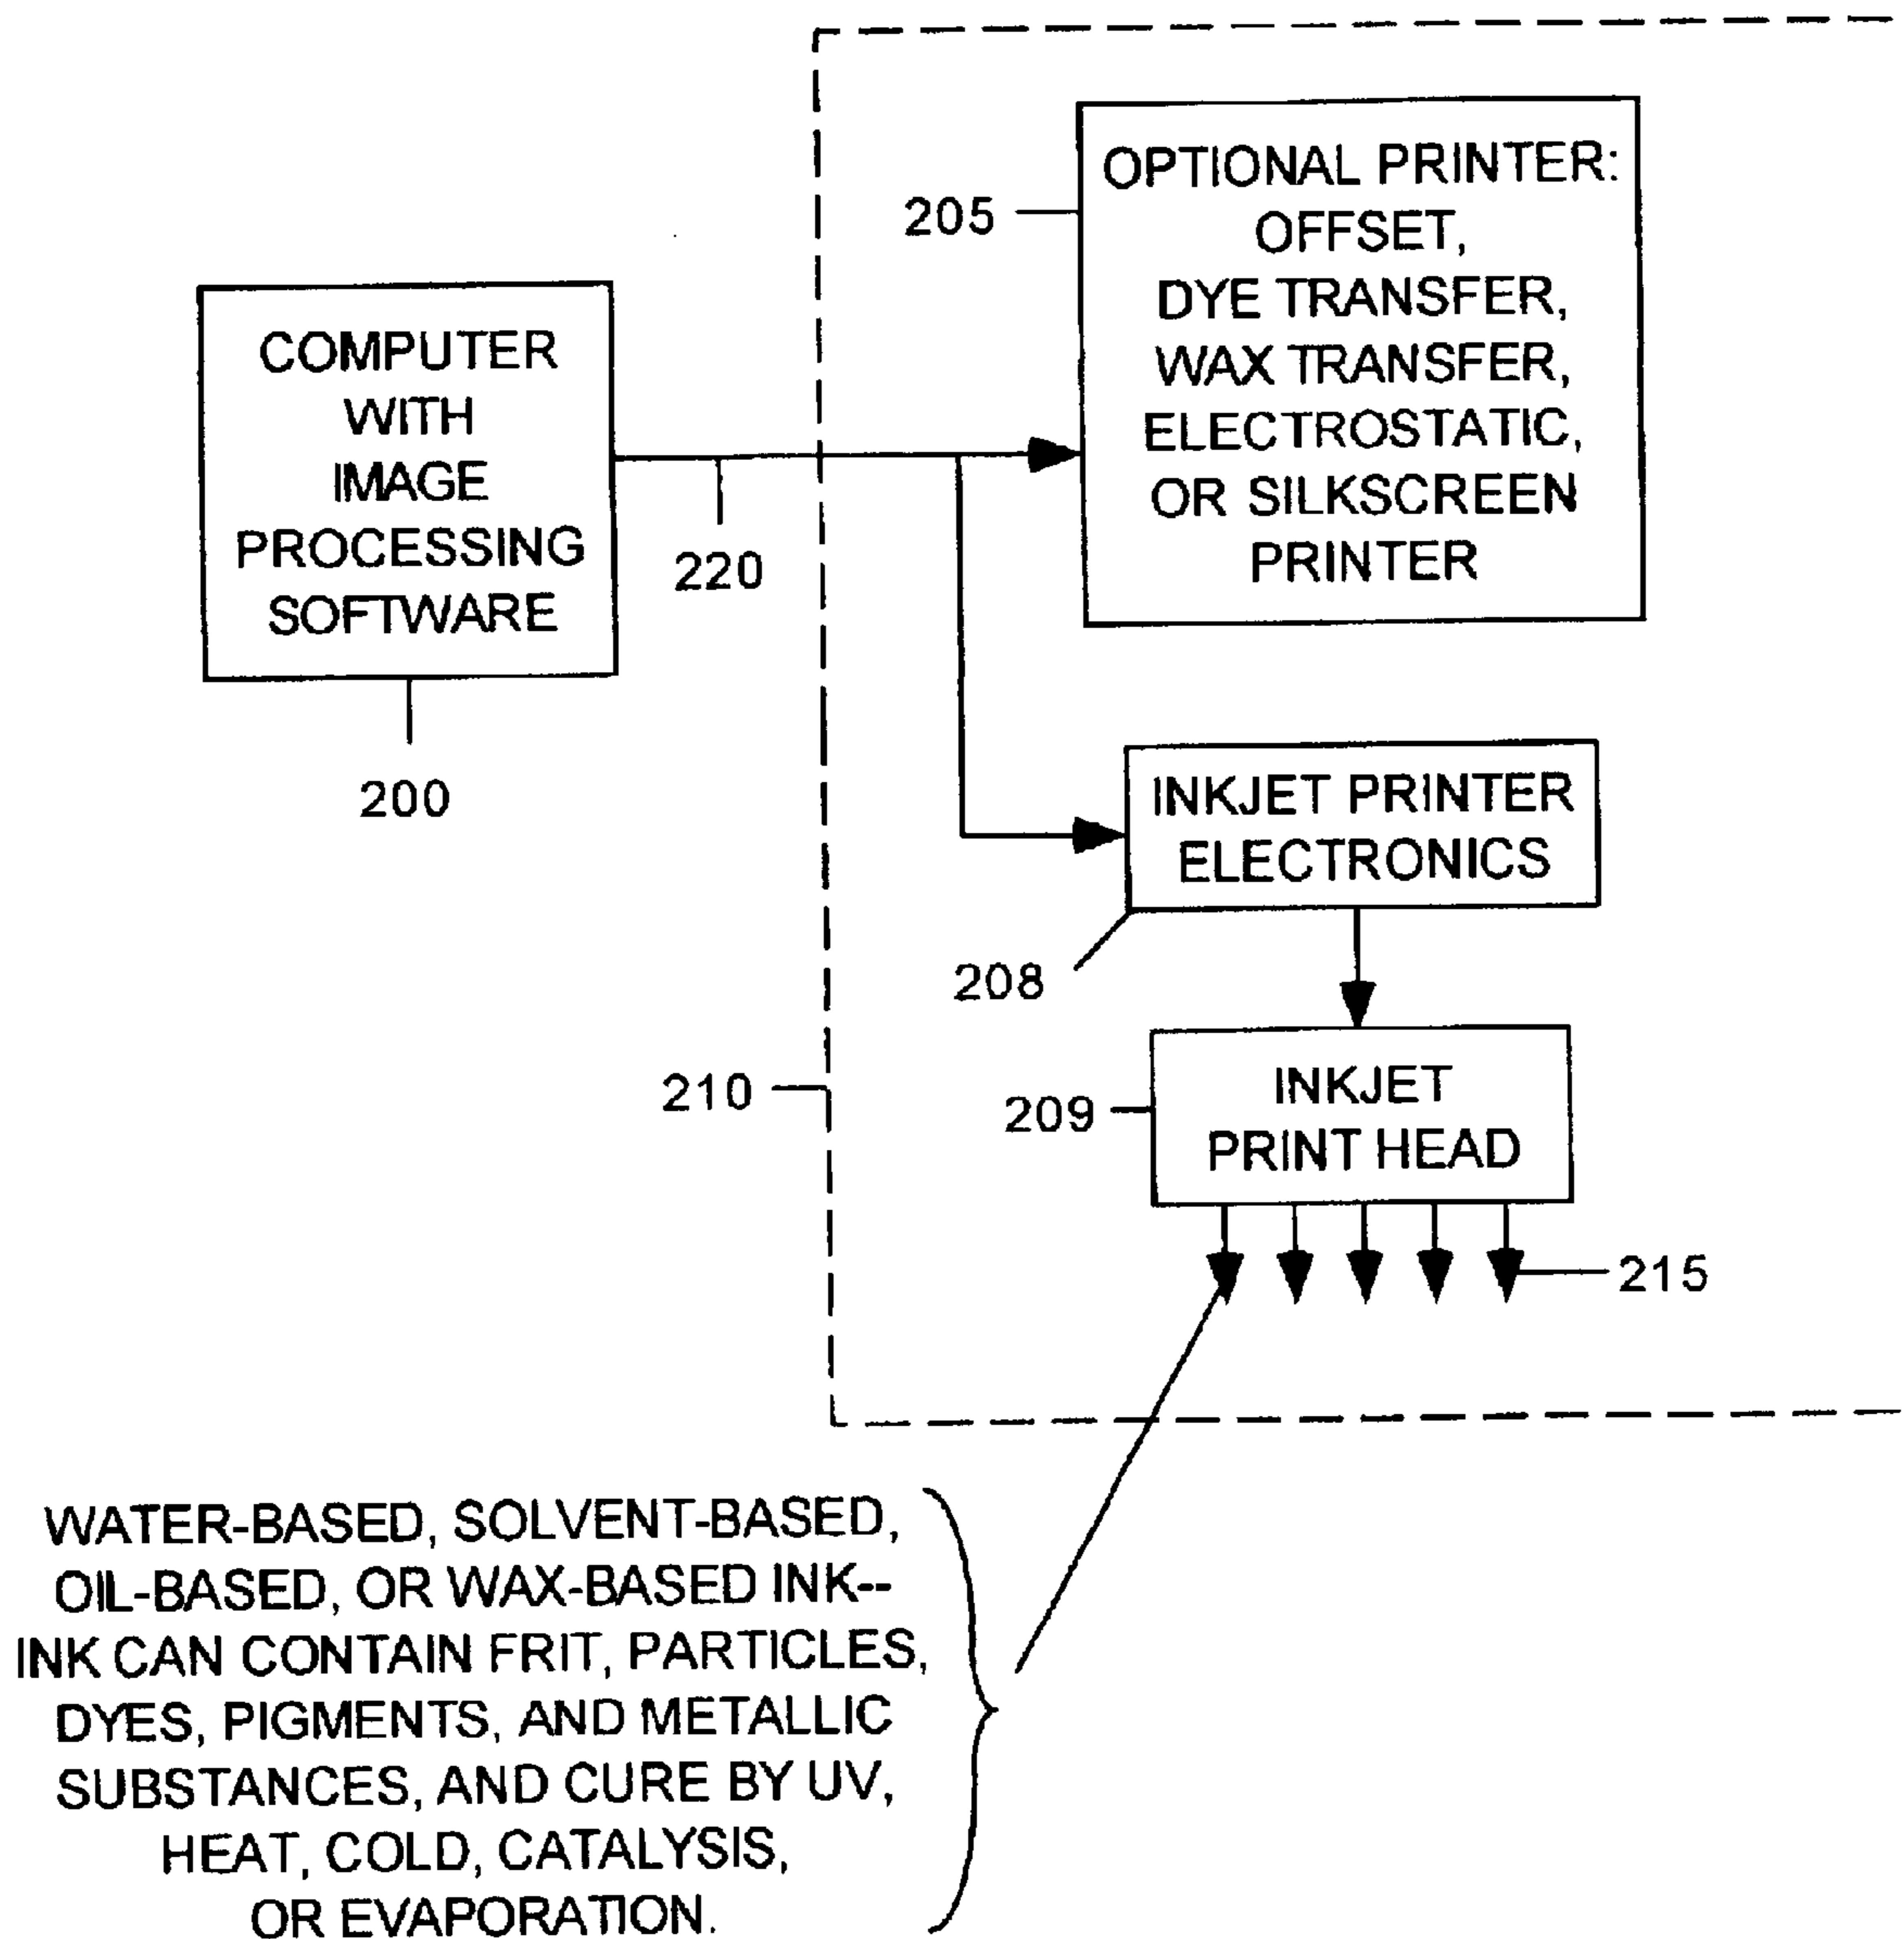 OPTIONAL PRINTER:
OFFSET,
DYE TRANSFER,
WAX TRANSFER,
ELECTROSTATIC,
OR SILKSCREEN
PRINTER
205
COMPUTER
WITH
IMAGE
PROCESSING
SOFTWARE
220
200
INKJET PRINTER
ELECTRONICS
208
210
209
INKJET
PRINT HEAD
215
WATER-BASED, SOLVENT-BASED,
OIL-BASED, OR WAX-BASED INK--
INK CAN CONTAIN FRIT, PARTICLES,
DYES, PIGMENTS, AND METALLIC
SUBSTANCES, AND CURE BY UV,
HEAT, COLD, CATALYSIS,
OR EVAPORATION.